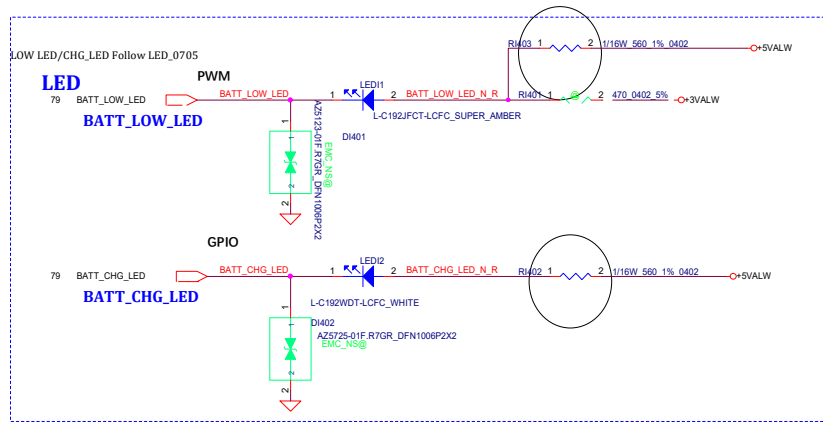 RI403 1 2 1/16W_560_1%_0402 +5VALW
LOW LED/CHG_LED Follow LED_0705
LED
PWM
79 BATT_LOW_LED BATT_LOW_LED 1 LEDI1 2 BATT_LOW_LED_N_R RI401 1 @ 2 470_0402_5% +3VALW
BATT_LOW_LED
L-C192JFCT-LCFC_SUPER_AMBER
1
DI401
AZ5123-01F.R7GR_DFN1006P2X2
EMC_NS@
1
2
2
GPIO
79 BATT_CHG_LED BATT_CHG_LED 1 LEDI2 2 BATT_CHG_LED_N_R RI402 1 2 1/16W_560_1%_0402 +5VALW
BATT_CHG_LED
L-C192WDT-LCFC_WHITE
1
DI402
1
AZ5725-01F.R7GR_DFN1006P2X2
EMC_NS@
2
2